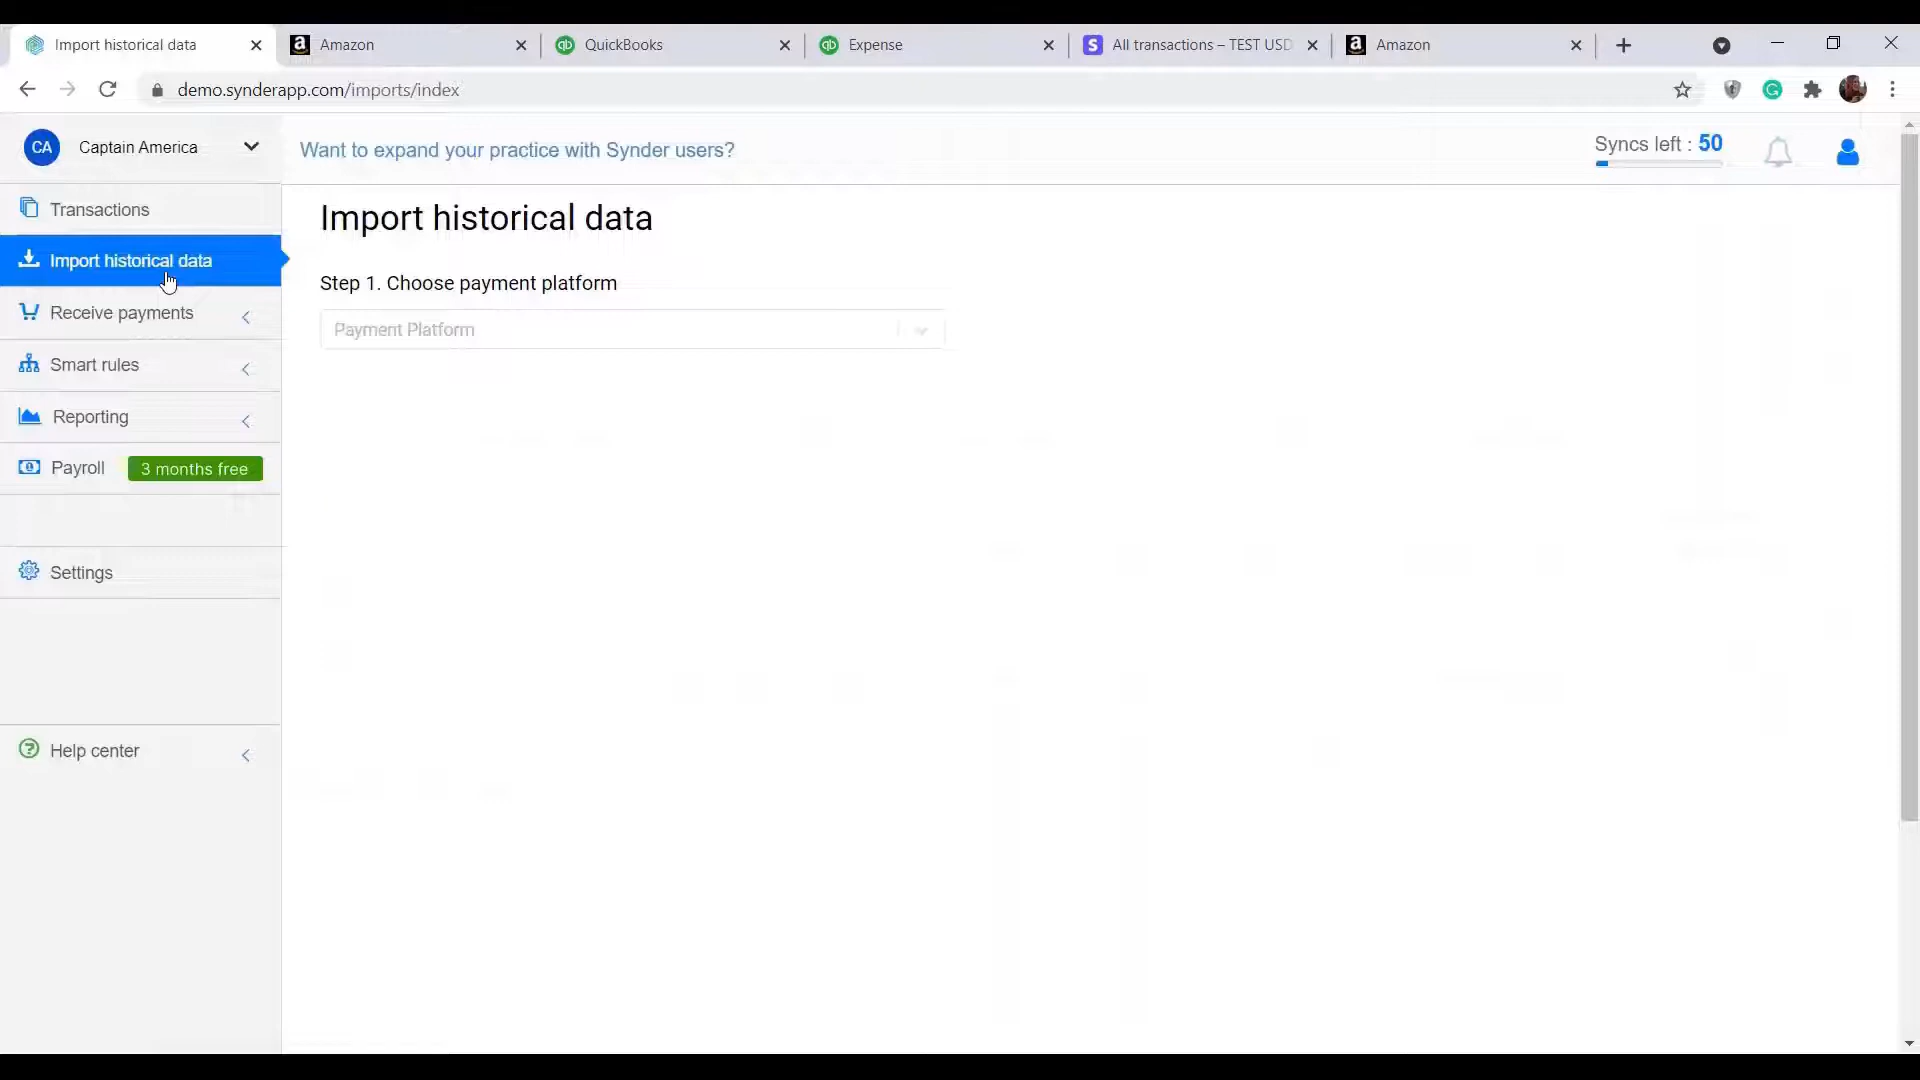 Import historical data
Amazon
QuickBooks
Expense
All transactions – TEST USD
Amazon
demo.synderapp.com/imports/index
CA
Captain America
Want to expand your practice with Synder users?
Syncs left : 50
Transactions
Import historical data
Receive payments
Smart rules
Reporting
Payroll
3 months free
Settings
Help center
Import historical data
Step 1. Choose payment platform
Payment Platform